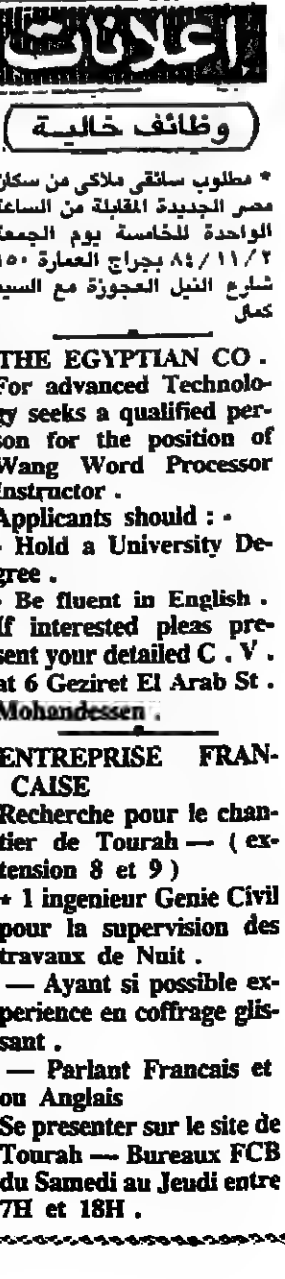 اعلانات
وظائف خالية
* مطلوب سائقى ملاكى من سكان
مصر الجديدة المقابلة من الساعة
الواحدة للخامسة يوم الجمعة
٨٤/١١/٢ بجراج العمارة ١٥٠
شارع النيل العجوزة مع السيد
كمال
THE EGYPTIAN CO .
For advanced Technolo-
gy seeks a qualified per-
son for the position of
Wang Word Processor
Instructor .
Applicants should : -
- Hold a University De-
gree .
- Be fluent in English .
If interested pleas pre-
sent your detailed C . V .
at 6 Geziret El Arab St .
Mohandessen .
ENTREPRISE FRAN-
CAISE
Recherche pour le chan-
tier de Tourah — ( ex-
tension 8 et 9 )
* 1 ingenieur Genie Civil
pour la supervision des
travaux de Nuit .
— Ayant si possible ex-
perience en coffrage glis-
sant .
— Parlant Francais et
ou Anglais
Se presenter sur le site de
Tourah — Bureaux FCB
du Samedi au Jeudi entre
7H et 18H .